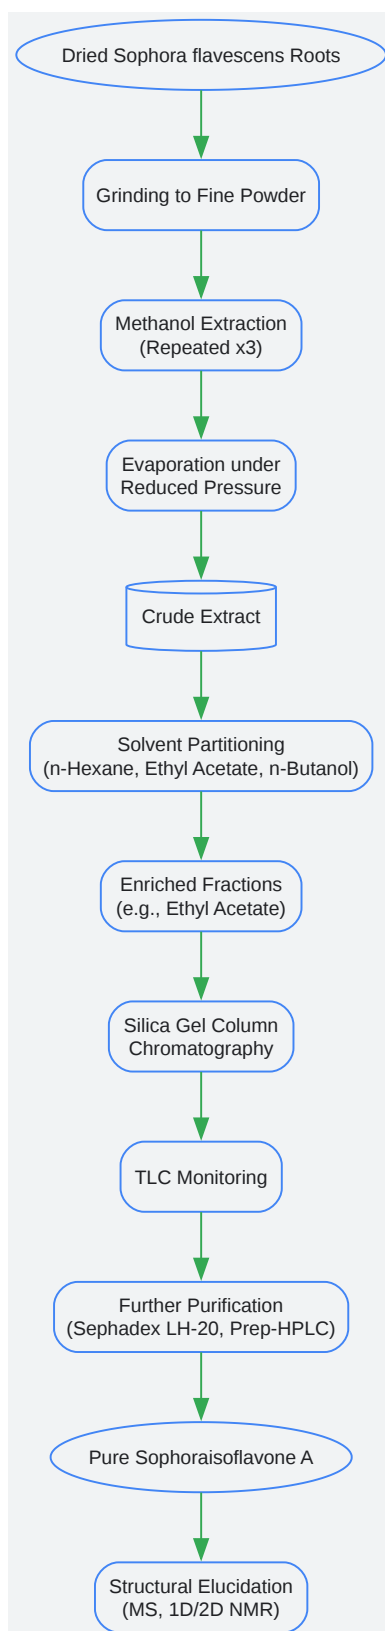 Dried Sophora flavescens Roots
Grinding to Fine Powder
Methanol Extraction
(Repeated x3)
Evaporation under
Reduced Pressure
Crude Extract
Solvent Partitioning
(n-Hexane, Ethyl Acetate, n-Butanol)
Enriched Fractions
(e.g., Ethyl Acetate)
Silica Gel Column
Chromatography
TLC Monitoring
Further Purification
(Sephadex LH-20, Prep-HPLC)
Pure Sophoraisoflavone A
Structural Elucidation
(MS, 1D/2D NMR)